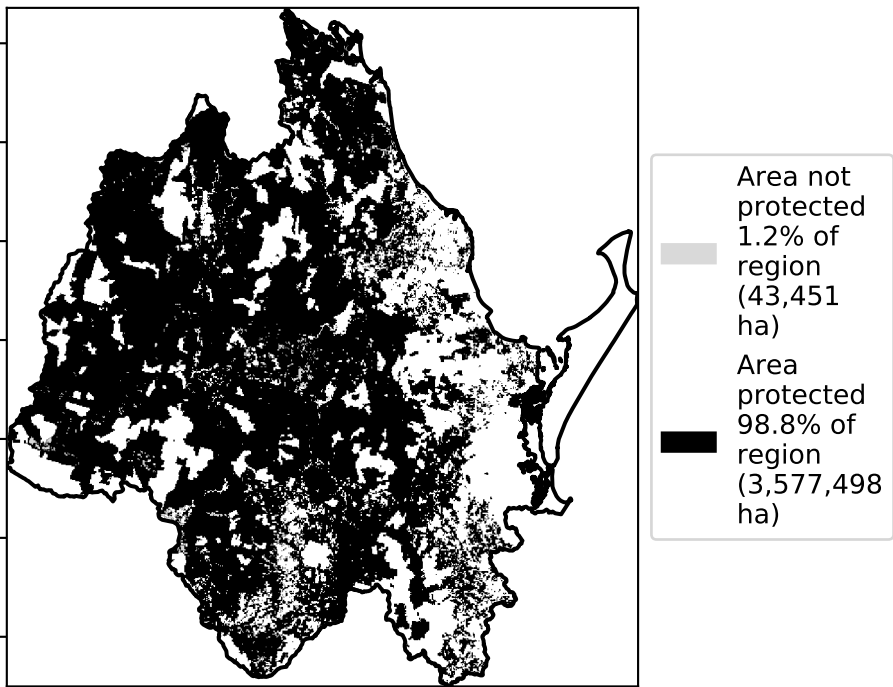 Area not
protected
1.2% of
region
(43,451
ha)
Area
protected
98.8% of
region
(3,577,498
ha)